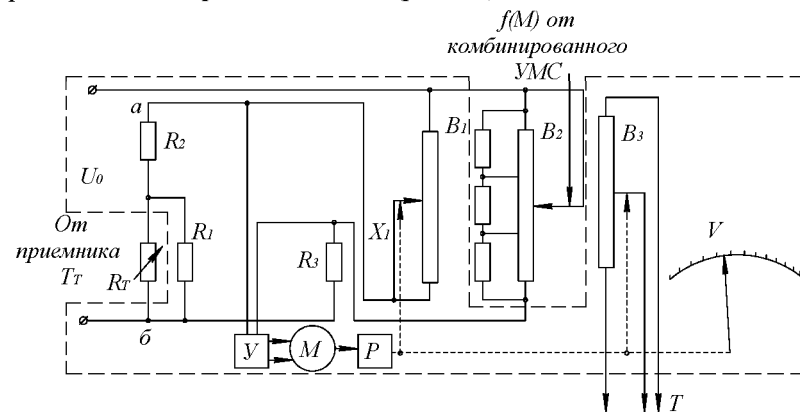 f(M) от
комбинированного
УМС
a
R2
B1
B2
B3
U0
От
приемника
TT
RT
R1
R3
X1
V
б
У
М
Р
T